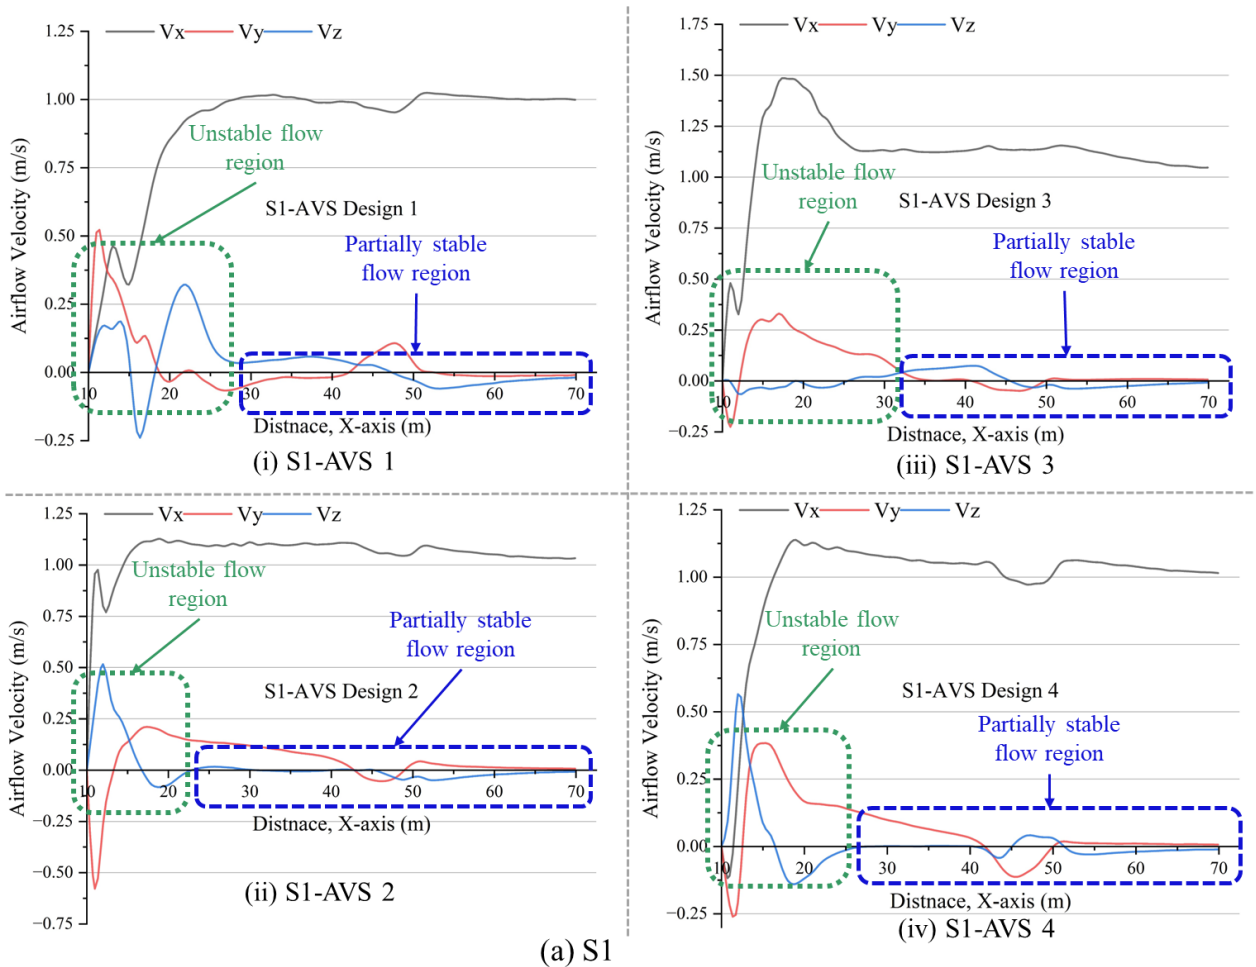 1.25
Vx Vy Vz
1.00
Unstable flow
region
0.75
S1-AVS Design 1
0.50
Partially stable
flow region
0.25
0.00
10 20 30 40 50 60 70
−0.25
Airflow Velocity (m/s)
Distnace, X-axis (m)
(i) S1-AVS 1
1.75
Vx Vy Vz
1.50
1.25
1.00
Unstable flow
region
S1-AVS Design 3
0.75
Partially stable
flow region
0.50
0.25
0.00
10 20 30 40 50 60 70
−0.25
Airflow Velocity (m/s)
Distnace, X-axis (m)
(iii) S1-AVS 3
1.25
Vx Vy Vz
1.00
Unstable flow
region
0.75
Partially stable
flow region
0.50
S1-AVS Design 2
0.25
0.00
10 20 30 40 50 60 70
−0.25
−0.50
−0.75
Airflow Velocity (m/s)
Distnace, X-axis (m)
(ii) S1-AVS 2
1.25
Vx Vy Vz
1.00
0.75
Unstable flow
region
S1-AVS Design 4
0.50
Partially stable
flow region
0.25
0.00
10 20 30 40 50 60 70
−0.25
Airflow Velocity (m/s)
Distnace, X-axis (m)
(iv) S1-AVS 4
(a) S1